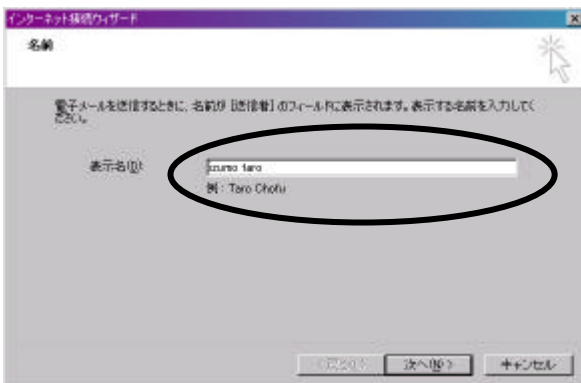 インターネット接続ウィザード
名前
電子メールを送信するときに、名前が [送信者] のフィールドに表示されます。表示する名前を入力して
ください。
表示名(D):
izumo taro
例 : Taro Chofu
< 戻る(B)
次へ(N) >
キャンセル